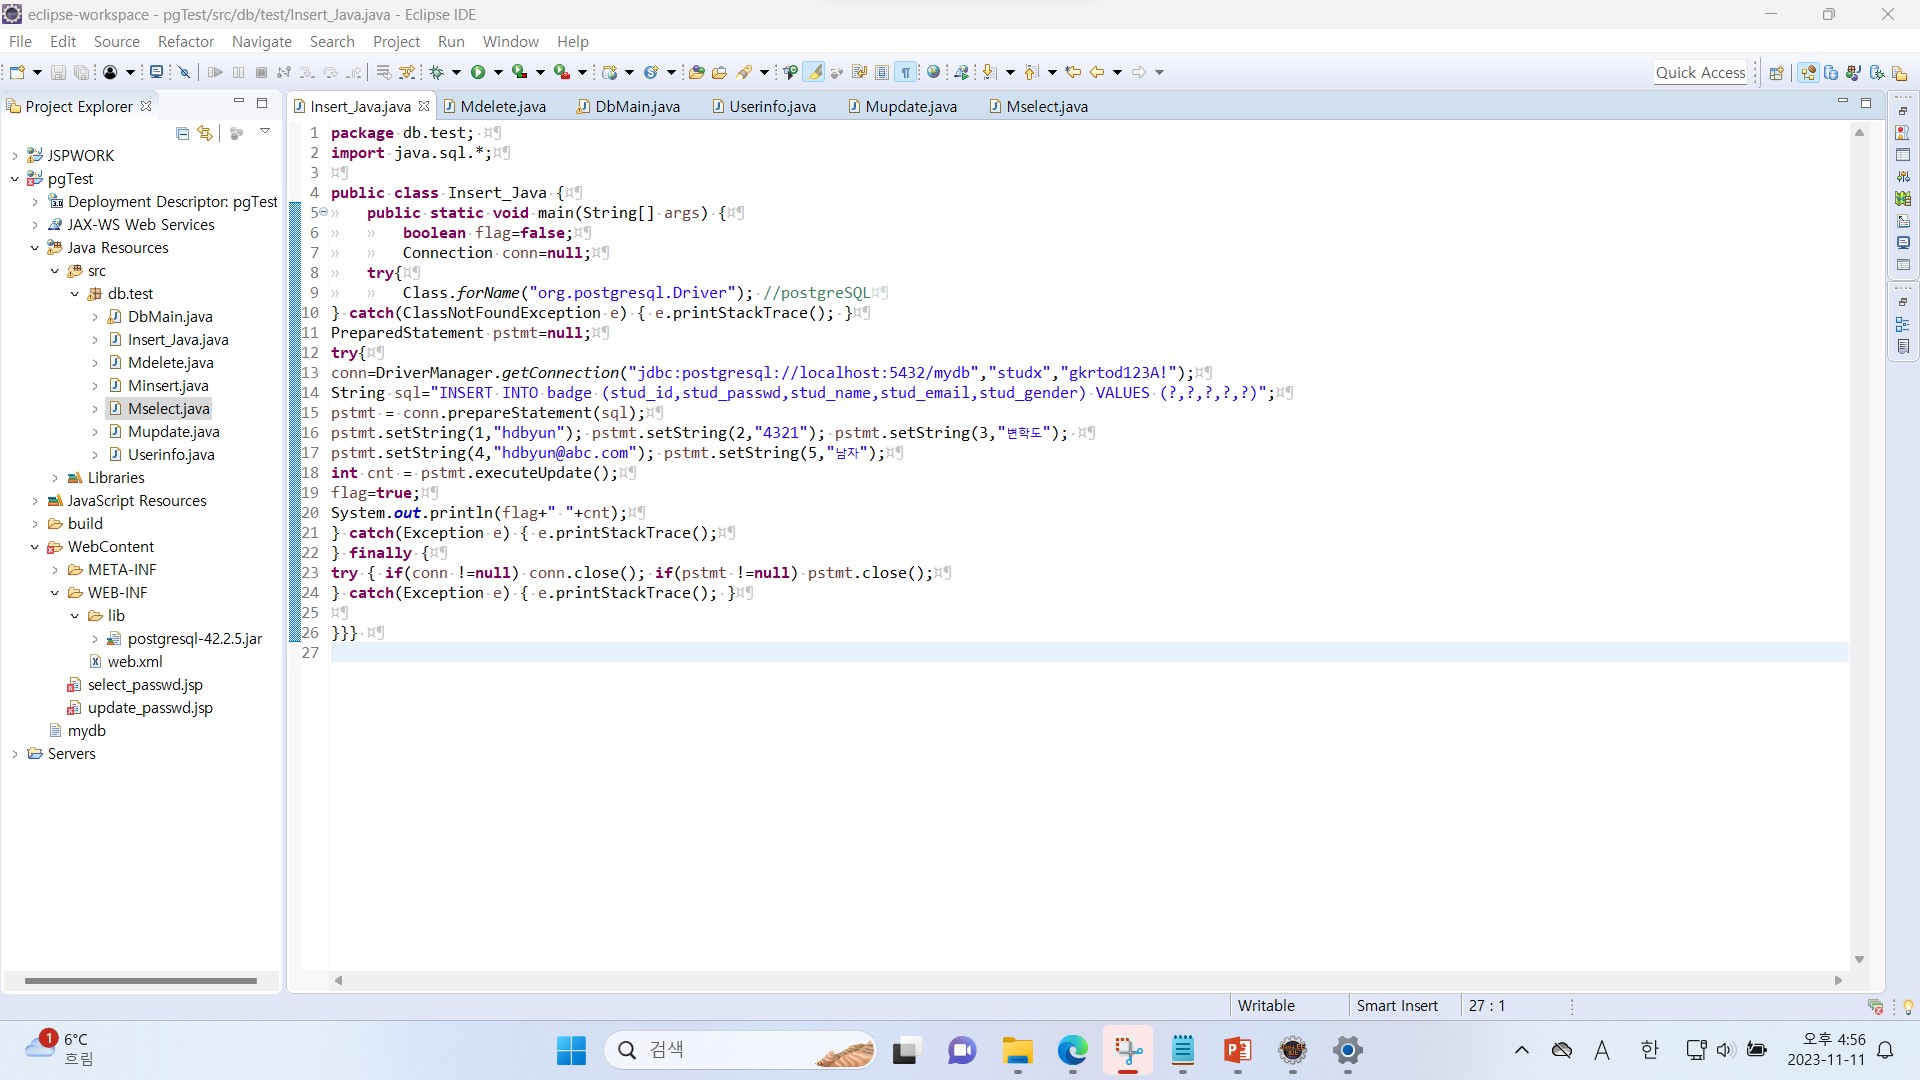 eclipse-workspace - pgTest/src/db/test/Insert_Java.java - Eclipse IDE
File Edit Source Refactor Navigate Search Project Run Window Help
Quick Access
Project Explorer
Insert_Java.java Mdelete.java DbMain.java Userinfo.java Mupdate.java Mselect.java
JSPWORK
pgTest
Deployment Descriptor: pgTest
JAX-WS Web Services
Java Resources
src
db.test
DbMain.java
Insert_Java.java
Mdelete.java
Minsert.java
Mselect.java
Mupdate.java
Userinfo.java
Libraries
JavaScript Resources
build
WebContent
META-INF
WEB-INF
lib
postgresql-42.2.5.jar
web.xml
select_passwd.jsp
update_passwd.jsp
mydb
Servers
1 package db.test;
2 import java.sql.*;
3
4 public class Insert_Java {
5 public static void main(String[] args) {
6 boolean flag=false;
7 Connection conn=null;
8 try{
9 Class.forName("org.postgresql.Driver"); //postgreSQL
10 } catch(ClassNotFoundException e) { e.printStackTrace(); }
11 PreparedStatement pstmt=null;
12 try{
13 conn=DriverManager.getConnection("jdbc:postgresql://localhost:5432/mydb","studx","gkrtod123A!");
14 String sql="INSERT INTO badge (stud_id,stud_passwd,stud_name,stud_email,stud_gender) VALUES (?,?,?,?,?)";
15 pstmt = conn.prepareStatement(sql);
16 pstmt.setString(1,"hdbyun"); pstmt.setString(2,"4321"); pstmt.setString(3,"변학도");
17 pstmt.setString(4,"hdbyun@abc.com"); pstmt.setString(5,"남자");
18 int cnt = pstmt.executeUpdate();
19 flag=true;
20 System.out.println(flag+" "+cnt);
21 } catch(Exception e) { e.printStackTrace();
22 } finally {
23 try { if(conn !=null) conn.close(); if(pstmt !=null) pstmt.close();
24 } catch(Exception e) { e.printStackTrace(); }
25
26 }}}
27
Writable Smart Insert 27 : 1
1 6°C
흐림
검색
A 한
오후 4:56
2023-11-11